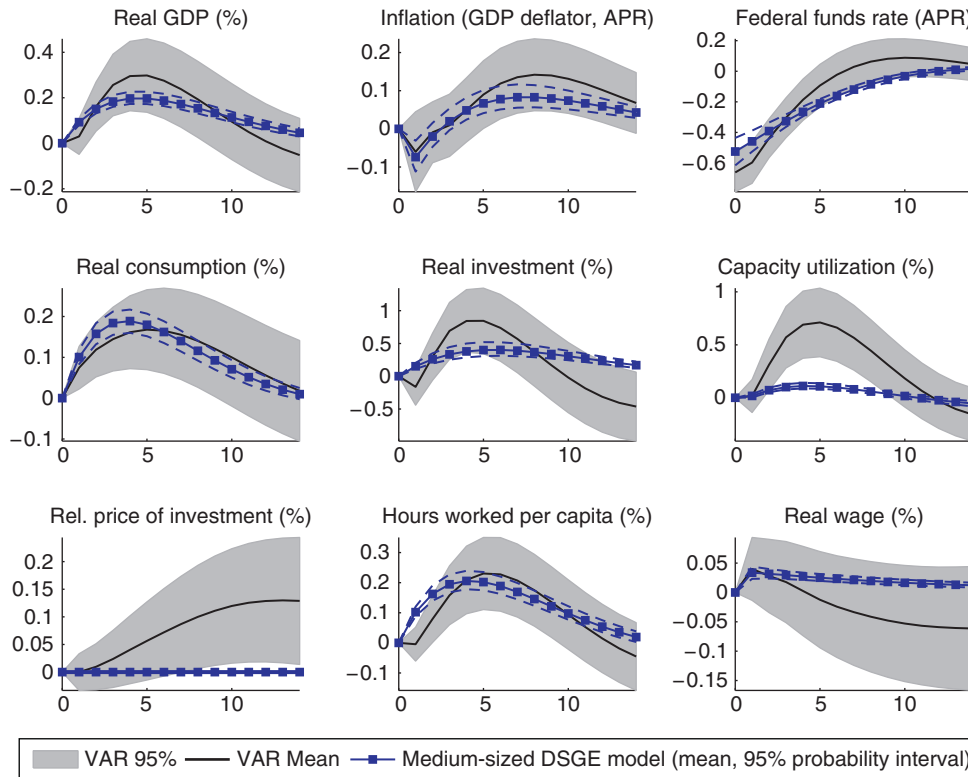 Real GDP (%)
Inflation (GDP deflator, APR)
Federal funds rate (APR)
0.4
0.2
0
−0.2
0 5 10
0.2
0.1
0
−0.1
0 5 10
0.2
0
−0.2
−0.4
−0.6
0 5 10
Real consumption (%)
Real investment (%)
Capacity utilization (%)
0.2
0.1
0
−0.1
0 5 10
1
0.5
0
−0.5
0 5 10
1
0.5
0
0 5 10
Rel. price of investment (%)
Hours worked per capita (%)
Real wage (%)
0.2
0.15
0.1
0.05
0
0 5 10
0.3
0.2
0.1
0
−0.1
0 5 10
0.05
0
−0.05
−0.1
−0.15
0 5 10
VAR 95% VAR Mean Medium-sized DSGE model (mean, 95% probability interval)